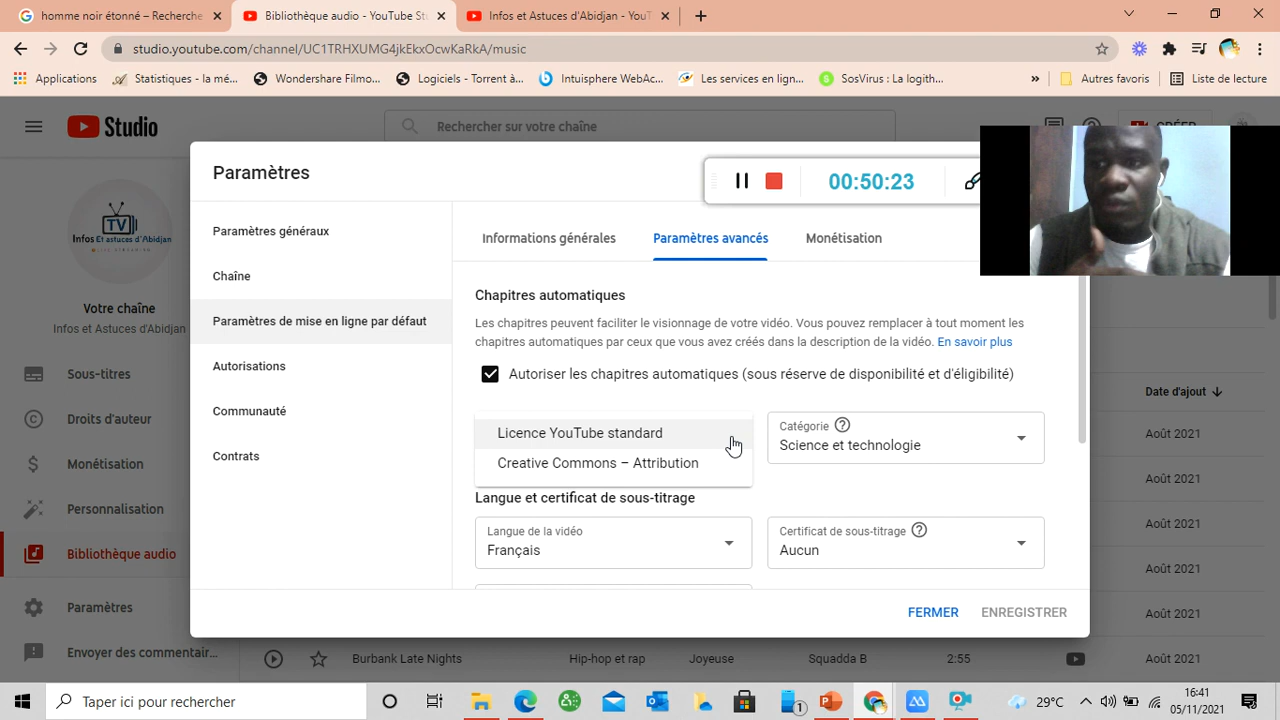 homme noir étonné - Recherche
Bibliothèque audio - YouTube St
Infos et Astuces d'Abidjan - YouT
studio.youtube.com/channel/UC1TRHXUMG4jkEkxOcwKaRkA/music
Applications
Statistiques - la mé...
Wondershare Filmo...
Logiciels - Torrent à...
Intuisphere WebAc...
Les services en lign...
SosVirus : La logith...
»
Autres favoris
Liste de lecture
Studio
Rechercher sur votre chaîne
CRÉER
Paramètres
00:50:23
TV
Infos Et astuces d'Abidjan
LIVE STREAMING
Votre chaîne
Infos et Astuces d'Abidjan
Sous-titres
Droits d'auteur
Monétisation
Personnalisation
Bibliothèque audio
Paramètres
Envoyer des commentair...
Paramètres généraux
Chaîne
Paramètres de mise en ligne par défaut
Autorisations
Communauté
Contrats
Informations générales
Paramètres avancés
Monétisation
Chapitres automatiques
Les chapitres peuvent faciliter le visionnage de votre vidéo. Vous pouvez remplacer à tout moment les
chapitres automatiques par ceux que vous avez créés dans la description de la vidéo. En savoir plus
Autoriser les chapitres automatiques (sous réserve de disponibilité et d'éligibilité)
Licence YouTube standard
Creative Commons – Attribution
Catégorie
Science et technologie
Langue et certificat de sous-titrage
Langue de la vidéo
Français
Certificat de sous-titrage
Aucun
FERMER
ENREGISTRER
Date d'ajout
Août 2021
Août 2021
Août 2021
Août 2021
Août 2021
Burbank Late Nights
Hip-hop et rap
Joyeuse
Squadda B
2:55
Août 2021
Taper ici pour rechercher
1
29°C
16:41
05/11/2021